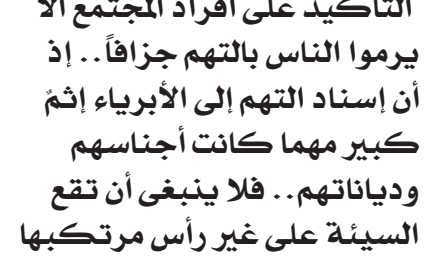 التأكيد على أفراد المجتمع ألا
يرموا الناس بالتهم جزافاً.. إذ
أن إسناد التهم إلى الأبرياء إثمٌ
كبير مهما كانت أجناسهم
ودياناتهم.. فلا ينبغى أن تقع
السيئة على غير رأس مرتكبها